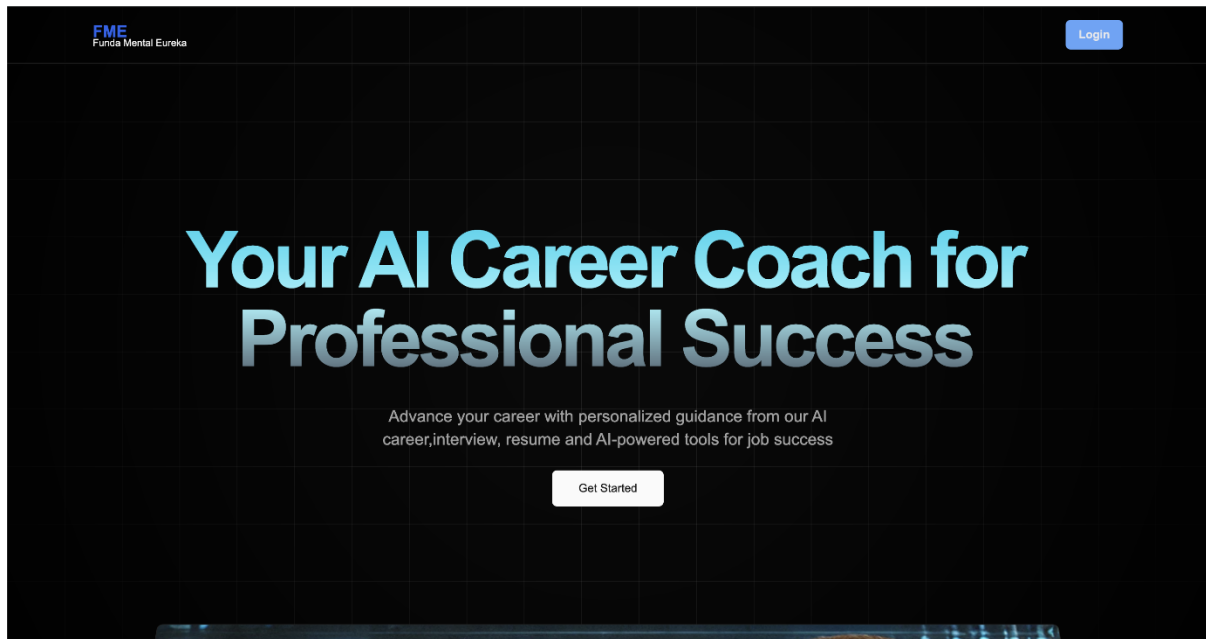 FME
Funda Mental Eureka
Login
Your AI Career Coach for
Professional Success
Advance your career with personalized guidance from our AI
career,interview, resume and AI-powered tools for job success
Get Started